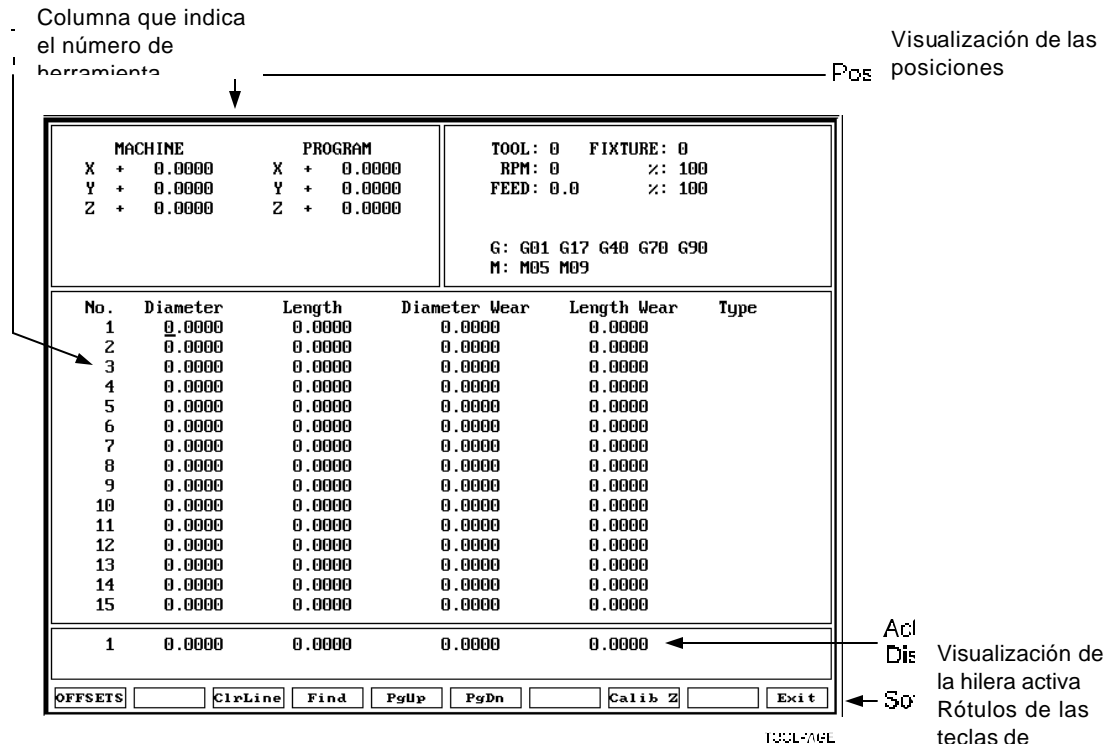 Columna que indica
el número de
herramienta
Visualización de las
posiciones
Pos
MACHINE PROGRAM
X + 0.0000 X + 0.0000
Y + 0.0000 Y + 0.0000
Z + 0.0000 Z + 0.0000
TOOL: 0 FIXTURE: 0
RPM: 0 %: 100
FEED: 0.0 %: 100
G: G01 G17 G40 G70 G90
M: M05 M09
No. Diameter Length Diameter Wear Length Wear Type
1 0.0000 0.0000 0.0000 0.0000
2 0.0000 0.0000 0.0000 0.0000
3 0.0000 0.0000 0.0000 0.0000
4 0.0000 0.0000 0.0000 0.0000
5 0.0000 0.0000 0.0000 0.0000
6 0.0000 0.0000 0.0000 0.0000
7 0.0000 0.0000 0.0000 0.0000
8 0.0000 0.0000 0.0000 0.0000
9 0.0000 0.0000 0.0000 0.0000
10 0.0000 0.0000 0.0000 0.0000
11 0.0000 0.0000 0.0000 0.0000
12 0.0000 0.0000 0.0000 0.0000
13 0.0000 0.0000 0.0000 0.0000
14 0.0000 0.0000 0.0000 0.0000
15 0.0000 0.0000 0.0000 0.0000
1 0.0000 0.0000 0.0000 0.0000
OFFSETS ClrLine Find PgUp PgDn Calib Z Exit
Visualización de
la hilera activa
Rótulos de las
teclas de